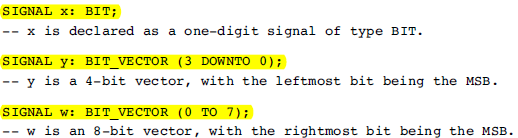 SIGNAL x: BIT;
-- x is declared as a one-digit signal of type BIT.
SIGNAL y: BIT_VECTOR (3 DOWNTO 0);
-- y is a 4-bit vector, with the leftmost bit being the MSB.
SIGNAL w: BIT_VECTOR (0 TO 7);
-- w is an 8-bit vector, with the rightmost bit being the MSB.